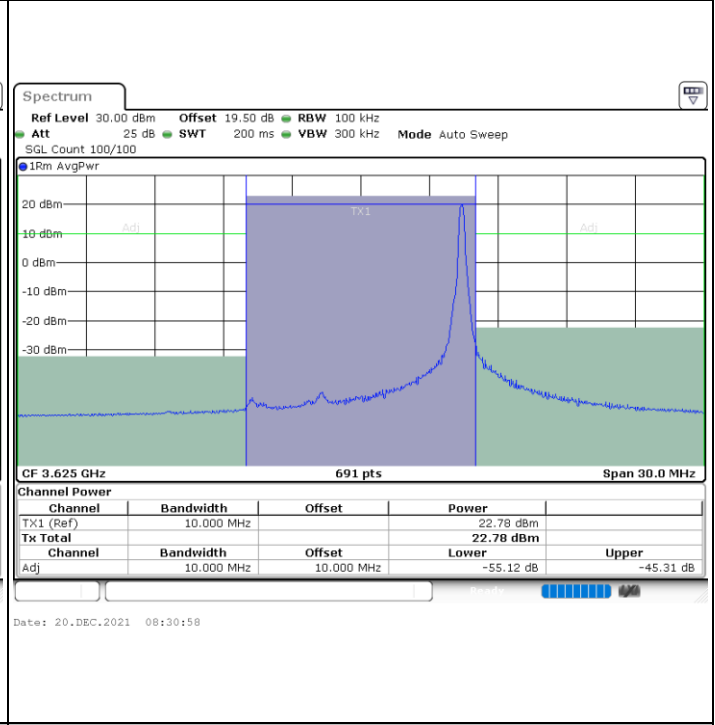 Spectrum
Ref Level 30.00 dBm Offset 19.50 dB RBW 100 kHz
Att 25 dB SWT 200 ms VBW 300 kHz Mode Auto Sweep
SGL Count 100/100
1Rm AvgPwr
20 dBm
TX1
Adj
Adj
10 dBm
0 dBm
-10 dBm
-20 dBm
-30 dBm
CF 3.625 GHz 691 pts Span 30.0 MHz
Channel Power
Channel Bandwidth Offset Power
TX1 (Ref) 10.000 MHz 22.78 dBm
Tx Total 22.78 dBm
Channel Bandwidth Offset Lower Upper
Adj 10.000 MHz 10.000 MHz -55.12 dB -45.31 dB
Ready
Date: 20.DEC.2021 08:30:58